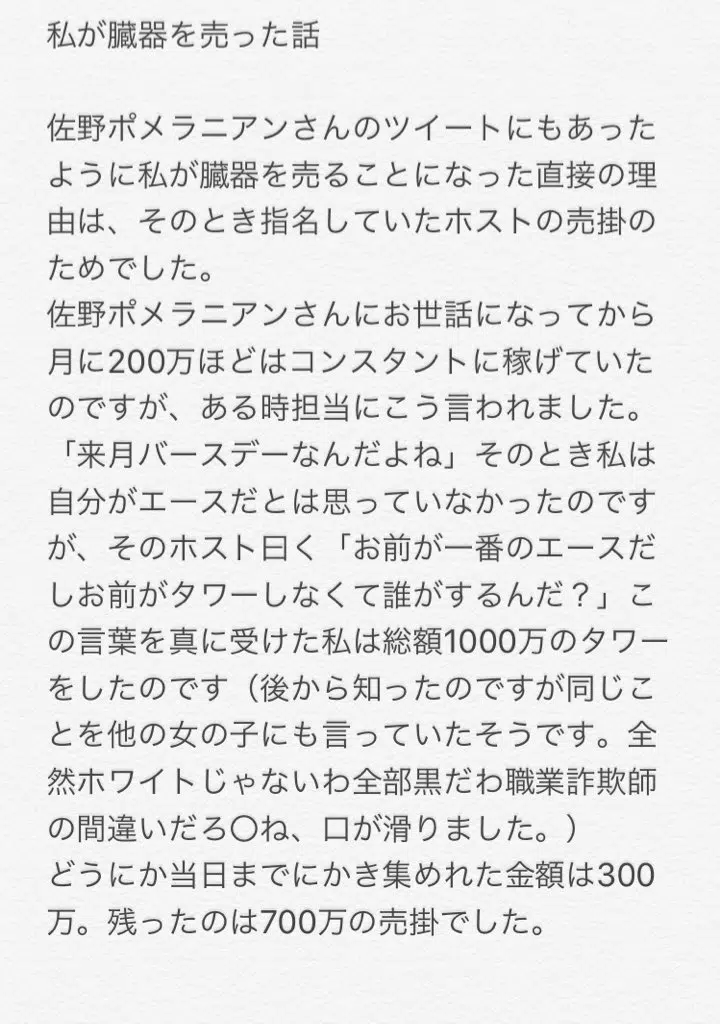 私が臓器を売った話
佐野ポメラニアンさんのツイートにもあった
ように私が臓器を売ることになった直接の理
由は、そのとき指名していたホストの売掛の
ためでした。
佐野ポメラニアンさんにお世話になってから
月に200万ほどはコンスタントに稼げていた
のですが、ある時担当にこう言われました。
「来月バースデーなんだよね」そのとき私は
自分がエースだとは思っていなかったのです
が、そのホスト曰く「お前が一番のエースだ
しお前がタワーしなくて誰がするんだ？」こ
の言葉を真に受けた私は総額1000万のタワー
をしたのです（後から知ったのですが同じこ
とを他の女の子にも言っていたそうです。全
然ホワイトじゃないわ全部黒だわ職業詐欺師
の間違いだろ〇ね、口が滑りました。）
どうにか当日までにかき集めれた金額は300
万。残ったのは700万の売掛でした。